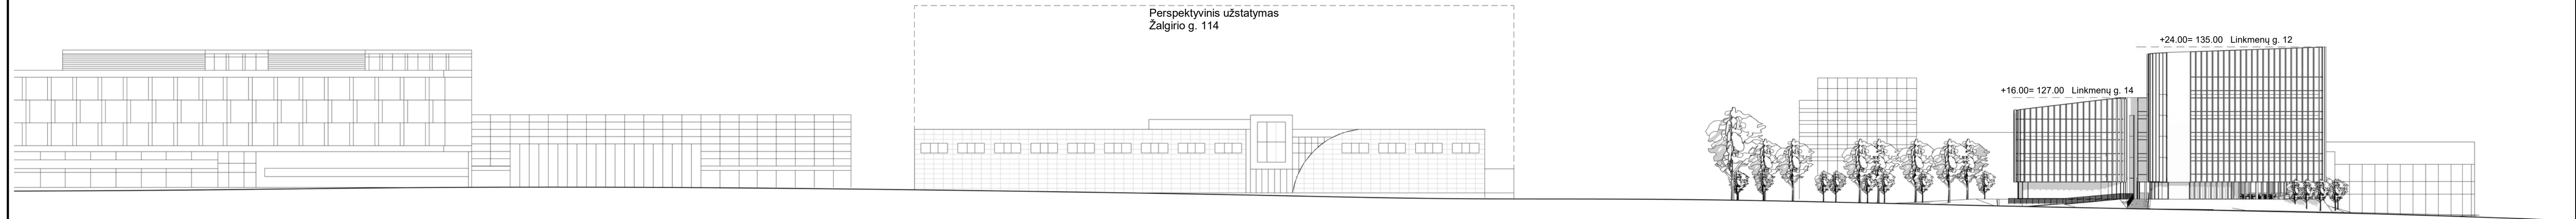 Perspektyvinis užstatymas
Žalgirio g. 114
+24.00= 135.00 Linkmenų g. 12
+16.00= 127.00 Linkmenų g. 14